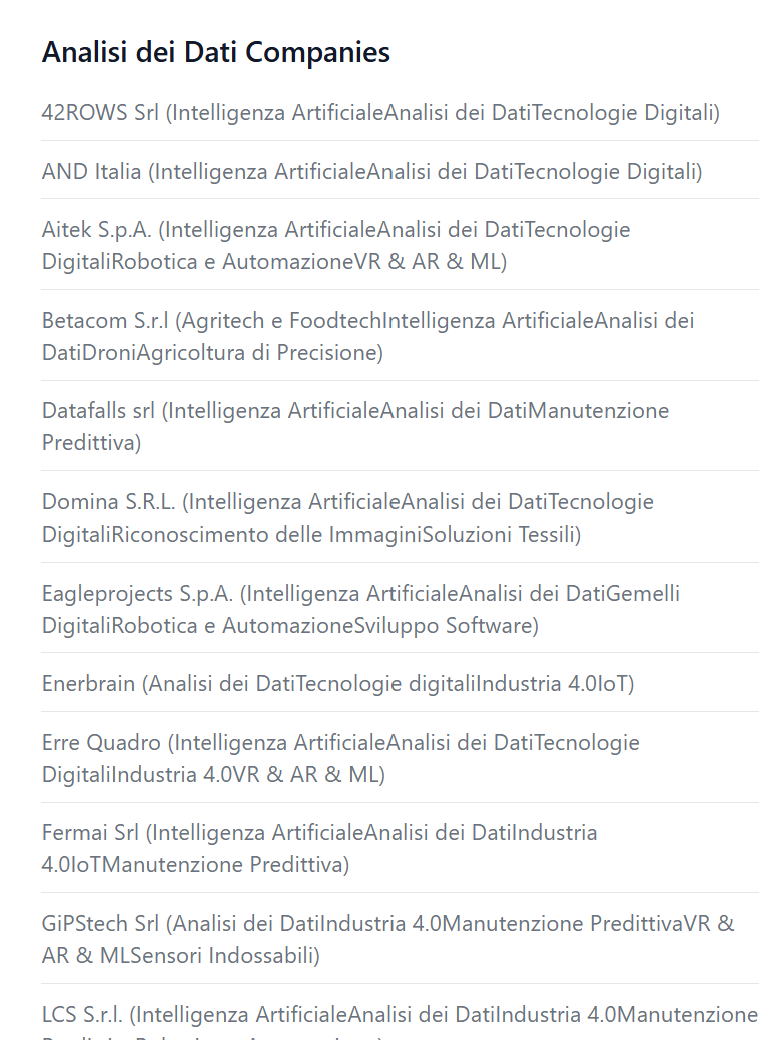 Analisi dei Dati Companies
42ROWS Srl (Intelligenza ArtificialeAnalisi dei DatiTecnologie Digitali)
AND Italia (Intelligenza ArtificialeAnalisi dei DatiTecnologie Digitali)
Aitek S.p.A. (Intelligenza ArtificialeAnalisi dei DatiTecnologie
DigitaliRobotica e AutomazioneVR & AR & ML)
Betacom S.r.l (Agritech e FoodtechIntelligenza ArtificialeAnalisi dei
DatiDroniAgricoltura di Precisione)
Datafalls srl (Intelligenza ArtificialeAnalisi dei DatiManutenzione
Predittiva)
Domina S.R.L. (Intelligenza ArtificialeAnalisi dei DatiTecnologie
DigitaliRiconoscimento delle ImmaginiSoluzioni Tessili)
Eagleprojects S.p.A. (Intelligenza ArtificialeAnalisi dei DatiGemelli
DigitaliRobotica e AutomazioneSviluppo Software)
Enerbrain (Analisi dei DatiTecnologie digitaliIndustria 4.0IoT)
Erre Quadro (Intelligenza ArtificialeAnalisi dei DatiTecnologie
DigitaliIndustria 4.0VR & AR & ML)
Fermai Srl (Intelligenza ArtificialeAnalisi dei DatiIndustria
4.0IoTManutenzione Predittiva)
GiPStech Srl (Analisi dei DatiIndustria 4.0Manutenzione PredittivaVR &
AR & MLSensori Indossabili)
LCS S.r.l. (Intelligenza ArtificialeAnalisi dei DatiIndustria 4.0Manutenzione